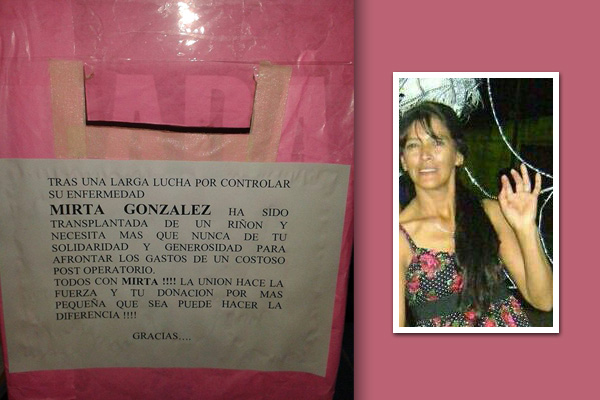 TRAS UNA LARGA LUCHA POR CONTROLAR
SU ENFERMEDAD
MIRTA GONZALEZ HA SIDO
TRANSPLANTADA DE UN RIÑON Y
NECESITA MAS QUE NUNCA DE TU
SOLIDARIDAD Y GENEROSIDAD PARA
AFRONTAR LOS GASTOS DE UN COSTOSO
POST OPERATORIO.
TODOS CON MIRTA !!!! LA UNION HACE LA
FUERZA Y TU DONACION POR MAS
PEQUEÑA QUE SEA PUEDE HACER LA
DIFERENCIA !!!!
GRACIAS....